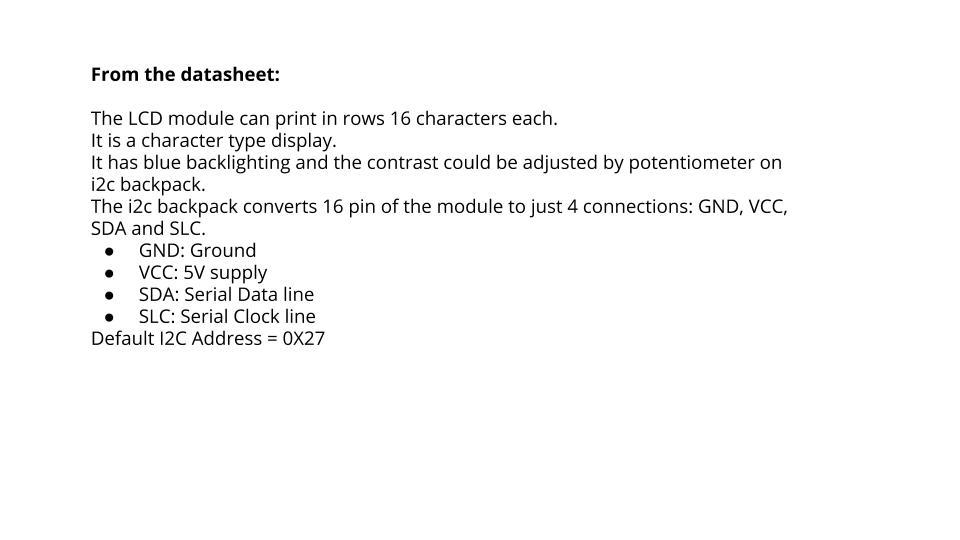 From the datasheet:
The LCD module can print in rows 16 characters each.
It is a character type display.
It has blue backlighting and the contrast could be adjusted by potentiometer on
i2c backpack.
The i2c backpack converts 16 pin of the module to just 4 connections: GND, VCC,
SDA and SLC.
● GND: Ground
● VCC: 5V supply
● SDA: Serial Data line
● SLC: Serial Clock line
Default I2C Address = 0X27